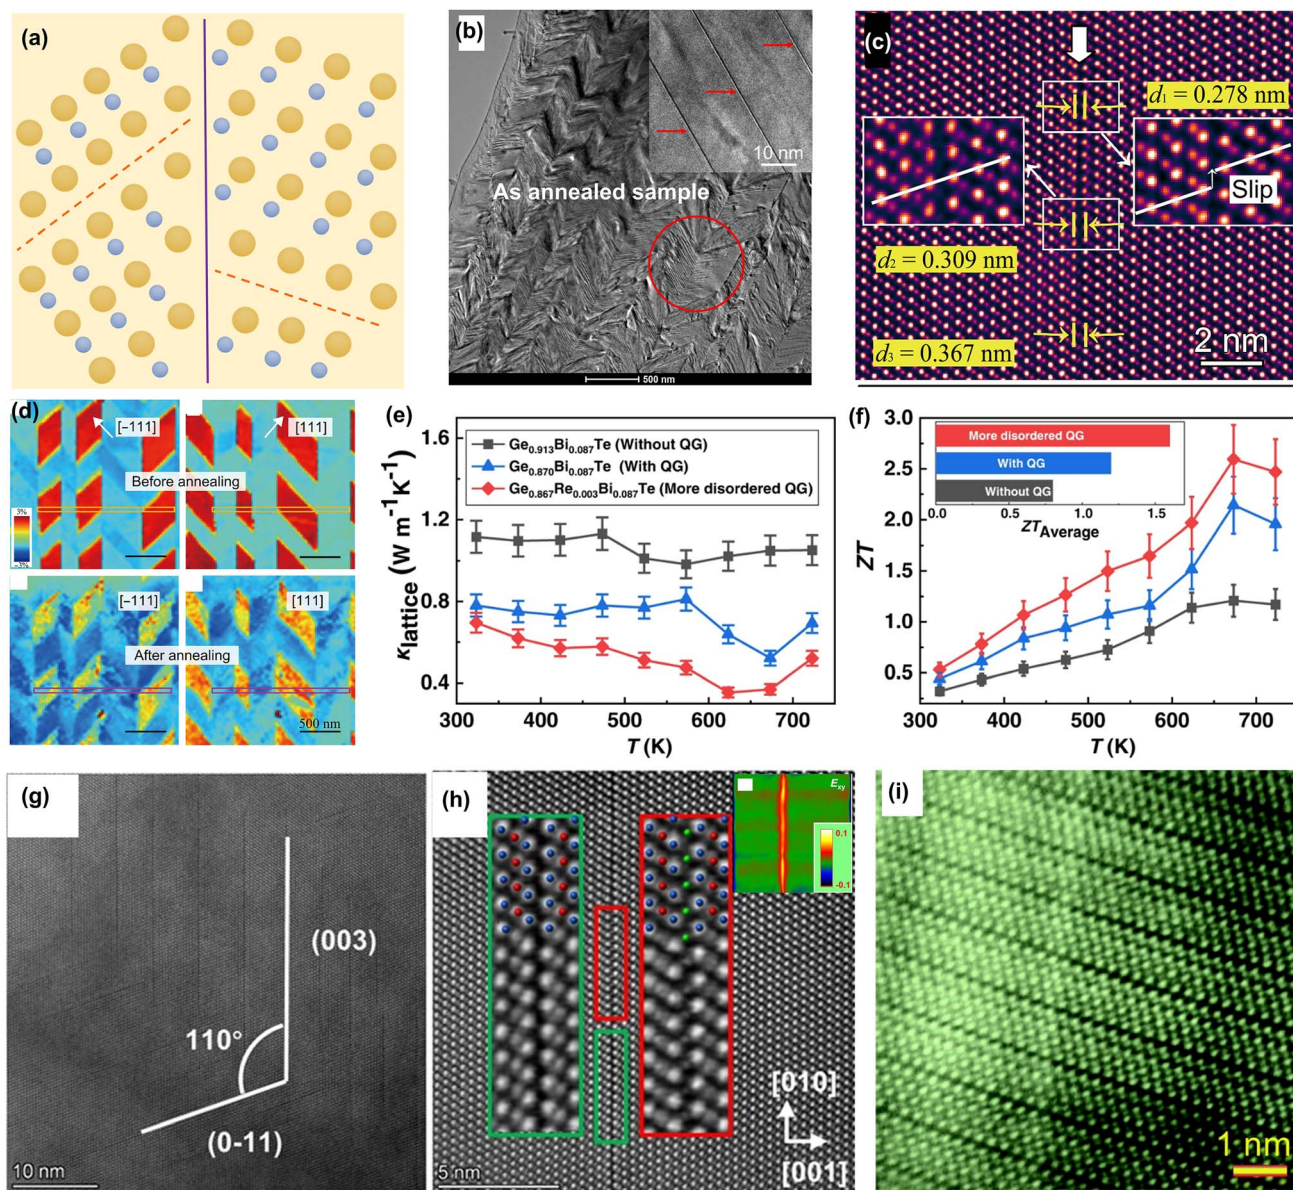 (a)
(b)
10 nm
As annealed sample
500 nm
(c)
d₁ = 0.278 nm
Slip
d₂ = 0.309 nm
d₃ = 0.367 nm
2 nm
(d)
[−111]
[111]
Before annealing
3%
−3%
[−111]
[111]
After annealing
500 nm
(e)
κlattice (W m⁻¹K⁻¹)
1.6
1.2
0.8
0.4
Ge0.913Bi0.087Te (Without QG)
Ge0.870Bi0.087Te (With QG)
Ge0.867Re0.003Bi0.087Te (More disordered QG)
300 400 500 600 700
T (K)
(f)
ZT
3.0
2.5
2.0
1.5
1.0
0.5
More disordered QG
With QG
Without QG
0.0 0.5 1.0 1.5
ZTAverage
300 400 500 600 700
T (K)
(g)
(003)
110°
(0-11)
10 nm
(h)
Exy
0.1
-0.1
[010]
[001]
5 nm
(i)
1 nm